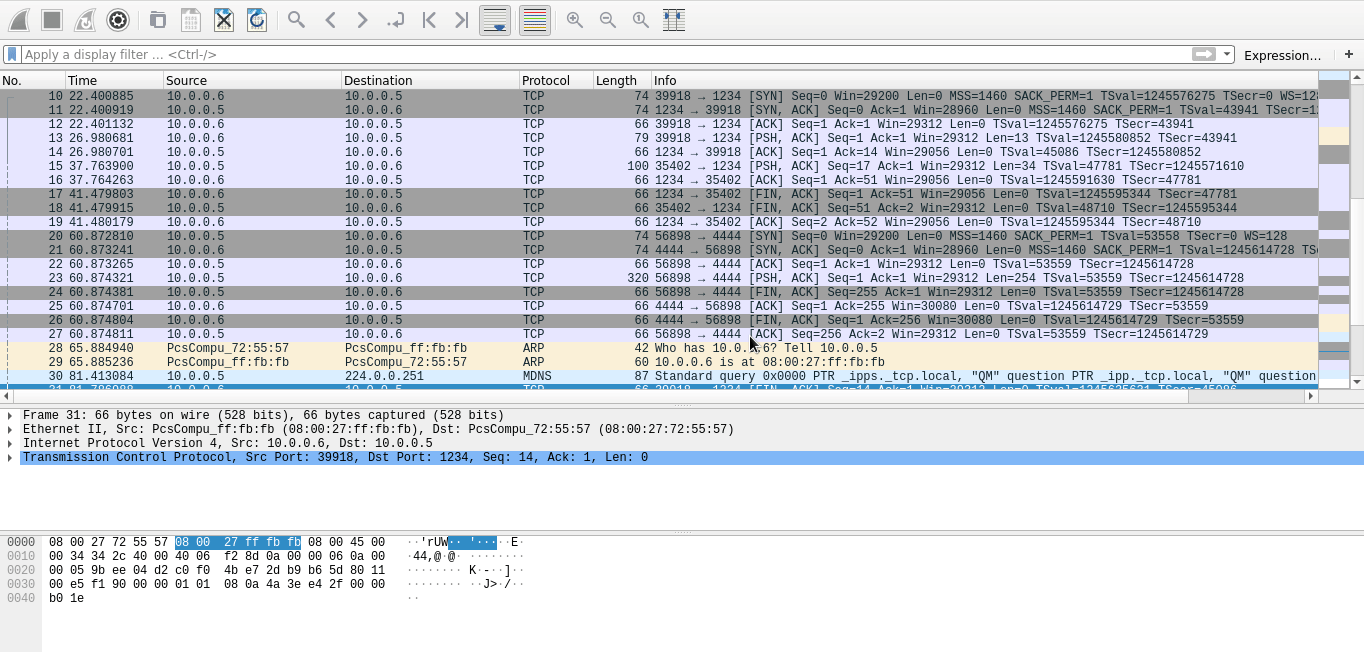 Apply a display filter … <Ctrl-/>
Expression…
+
No. Time Source Destination Protocol Length Info
10 22.400885 10.0.0.6 10.0.0.5 TCP 74 39918 → 1234 [SYN] Seq=0 Win=29200 Len=0 MSS=1460 SACK_PERM=1 TSval=1245576275 TSecr=0 WS=128
11 22.400919 10.0.0.5 10.0.0.6 TCP 74 1234 → 39918 [SYN, ACK] Seq=0 Ack=1 Win=28960 Len=0 MSS=1460 SACK_PERM=1 TSval=43941 TSecr=1
12 22.401132 10.0.0.6 10.0.0.5 TCP 66 39918 → 1234 [ACK] Seq=1 Ack=1 Win=29312 Len=0 TSval=1245576275 TSecr=43941
13 26.980681 10.0.0.6 10.0.0.5 TCP 79 39918 → 1234 [PSH, ACK] Seq=1 Ack=1 Win=29312 Len=13 TSval=1245580852 TSecr=43941
14 26.980701 10.0.0.5 10.0.0.6 TCP 66 1234 → 39918 [ACK] Seq=1 Ack=14 Win=29056 Len=0 TSval=45086 TSecr=1245580852
15 37.763900 10.0.0.5 10.0.0.6 TCP 100 35402 → 1234 [PSH, ACK] Seq=17 Ack=1 Win=29312 Len=34 TSval=47781 TSecr=1245571610
16 37.764263 10.0.0.6 10.0.0.5 TCP 66 1234 → 35402 [ACK] Seq=1 Ack=51 Win=29056 Len=0 TSval=1245591630 TSecr=47781
17 41.479803 10.0.0.6 10.0.0.5 TCP 66 1234 → 35402 [FIN, ACK] Seq=1 Ack=51 Win=29056 Len=0 TSval=1245595344 TSecr=47781
18 41.479915 10.0.0.5 10.0.0.6 TCP 66 35402 → 1234 [FIN, ACK] Seq=51 Ack=2 Win=29312 Len=0 TSval=48710 TSecr=1245595344
19 41.480179 10.0.0.6 10.0.0.5 TCP 66 1234 → 35402 [ACK] Seq=2 Ack=52 Win=29056 Len=0 TSval=1245595344 TSecr=48710
20 60.872810 10.0.0.5 10.0.0.6 TCP 74 56898 → 4444 [SYN] Seq=0 Win=29200 Len=0 MSS=1460 SACK_PERM=1 TSval=53558 TSecr=0 WS=128
21 60.873241 10.0.0.6 10.0.0.5 TCP 74 4444 → 56898 [SYN, ACK] Seq=0 Ack=1 Win=28960 Len=0 MSS=1460 SACK_PERM=1 TSval=1245614728 TS
22 60.873265 10.0.0.5 10.0.0.6 TCP 66 56898 → 4444 [ACK] Seq=1 Ack=1 Win=29312 Len=0 TSval=53559 TSecr=1245614728
23 60.874321 10.0.0.5 10.0.0.6 TCP 320 56898 → 4444 [PSH, ACK] Seq=1 Ack=1 Win=29312 Len=254 TSval=53559 TSecr=1245614728
24 60.874381 10.0.0.5 10.0.0.6 TCP 66 56898 → 4444 [FIN, ACK] Seq=255 Ack=1 Win=29312 Len=0 TSval=53559 TSecr=1245614728
25 60.874701 10.0.0.6 10.0.0.5 TCP 66 4444 → 56898 [ACK] Seq=1 Ack=255 Win=30080 Len=0 TSval=1245614729 TSecr=53559
26 60.874804 10.0.0.6 10.0.0.5 TCP 66 4444 → 56898 [FIN, ACK] Seq=1 Ack=256 Win=30080 Len=0 TSval=1245614729 TSecr=53559
27 60.874811 10.0.0.5 10.0.0.6 TCP 66 56898 → 4444 [ACK] Seq=256 Ack=2 Win=29312 Len=0 TSval=53559 TSecr=1245614729
28 65.884940 PcsCompu_72:55:57 PcsCompu_ff:fb:fb ARP 42 Who has 10.0.0.6? Tell 10.0.0.5
29 65.885236 PcsCompu_ff:fb:fb PcsCompu_72:55:57 ARP 60 10.0.0.6 is at 08:00:27:ff:fb:fb
30 81.413084 10.0.0.5 224.0.0.251 MDNS 87 Standard query 0x0000 PTR _ipps._tcp.local, "QM" question PTR _ipp._tcp.local, "QM" question
Frame 31: 66 bytes on wire (528 bits), 66 bytes captured (528 bits)
Ethernet II, Src: PcsCompu_ff:fb:fb (08:00:27:ff:fb:fb), Dst: PcsCompu_72:55:57 (08:00:27:72:55:57)
Internet Protocol Version 4, Src: 10.0.0.6, Dst: 10.0.0.5
Transmission Control Protocol, Src Port: 39918, Dst Port: 1234, Seq: 14, Ack: 1, Len: 0
0000 08 00 27 72 55 57 08 00 27 ff fb fb 08 00 45 00 ··'rUW·· '·····E·
0010 00 34 34 2c 40 00 40 06 f2 8d 0a 00 00 06 0a 00 ·44,@·@· ········
0020 00 05 9b ee 04 d2 c0 f0 4b e7 2d b9 b6 5d 80 11 ········ K·-··]··
0030 00 e5 f1 90 00 00 01 01 08 0a 4a 3e e4 2f 00 00 ········ ··J>·/··
0040 b0 1e ··